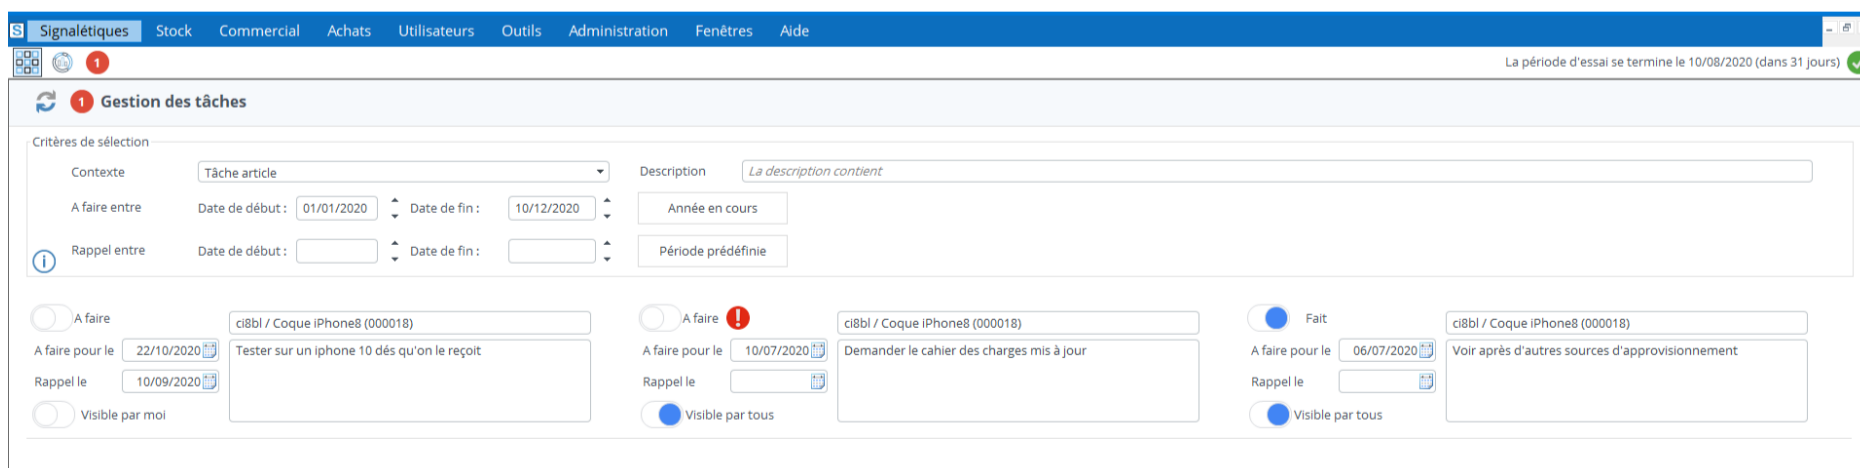 S Signalétiques Stock Commercial Achats Utilisateurs Outils Administration Fenêtres Aide
1 La période d'essai se termine le 10/08/2020 (dans 31 jours)
1 Gestion des tâches
Critères de sélection
Contexte Tâche article Description La description contient
A faire entre Date de début : 01/01/2020 Date de fin : 10/12/2020 Année en cours
Rappel entre Date de début : Date de fin : Période prédéfinie
A faire ci8bl / Coque iPhone8 (000018) A faire ci8bl / Coque iPhone8 (000018) Fait ci8bl / Coque iPhone8 (000018)
A faire pour le 22/10/2020 Tester sur un iphone 10 dés qu'on le reçoit A faire pour le 10/07/2020 Demander le cahier des charges mis à jour A faire pour le 06/07/2020 Voir après d'autres sources d'approvisionnement
Rappel le 10/09/2020 Rappel le Rappel le
Visible par moi Visible par tous Visible par tous